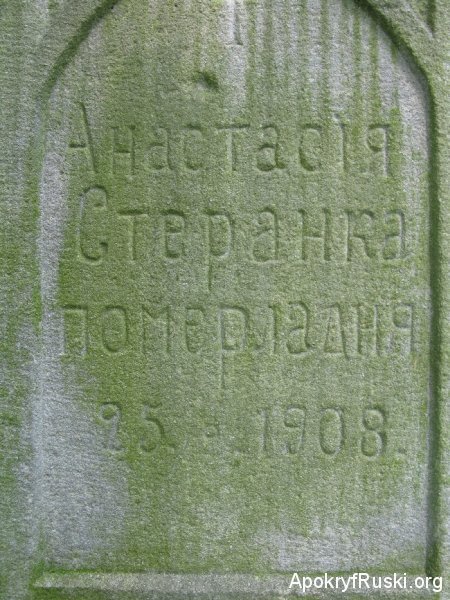 Анастасія
Стеранка
померла дня
25. 1908.
ApokryfRuski.org